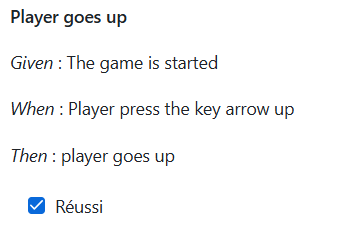 Player goes up
Given : The game is started
When : Player press the key arrow up
Then : player goes up
Réussi